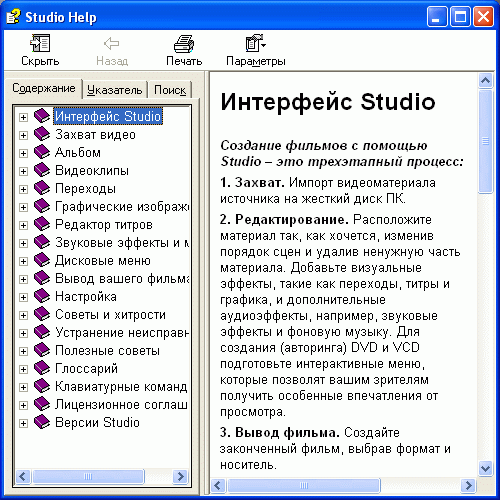 Studio Help
Скрыть Назад Печать Параметры
Содержание Указатель Поиск
Интерфейс Studio
Захват видео
Альбом
Видеоклипы
Переходы
Графические изображ
Редактор титров
Звуковые эффекты и м
Дисковые меню
Вывод вашего фильма
Настройка
Советы и хитрости
Устранение неисправн
Полезные советы
Глоссарий
Клавиатурные команд
Лицензионное соглаш
Версии Studio
Интерфейс Studio
Создание фильмов с помощью
Studio – это трехэтапный процесс:
1. Захват. Импорт видеоматериала
источника на жесткий диск ПК.
2. Редактирование. Расположите
материал так, как хочется, изменив
порядок сцен и удалив ненужную часть
материала. Добавьте визуальные
эффекты, такие как переходы, титры и
графика, и дополнительные
аудиоэффекты, например, звуковые
эффекты и фоновую музыку. Для
создания (авторинга) DVD и VCD
подготовьте интерактивные меню,
которые позволят вашим зрителям
получить особенные впечатления от
просмотра.
3. Вывод фильма. Создайте
законченный фильм, выбрав формат и
носитель.